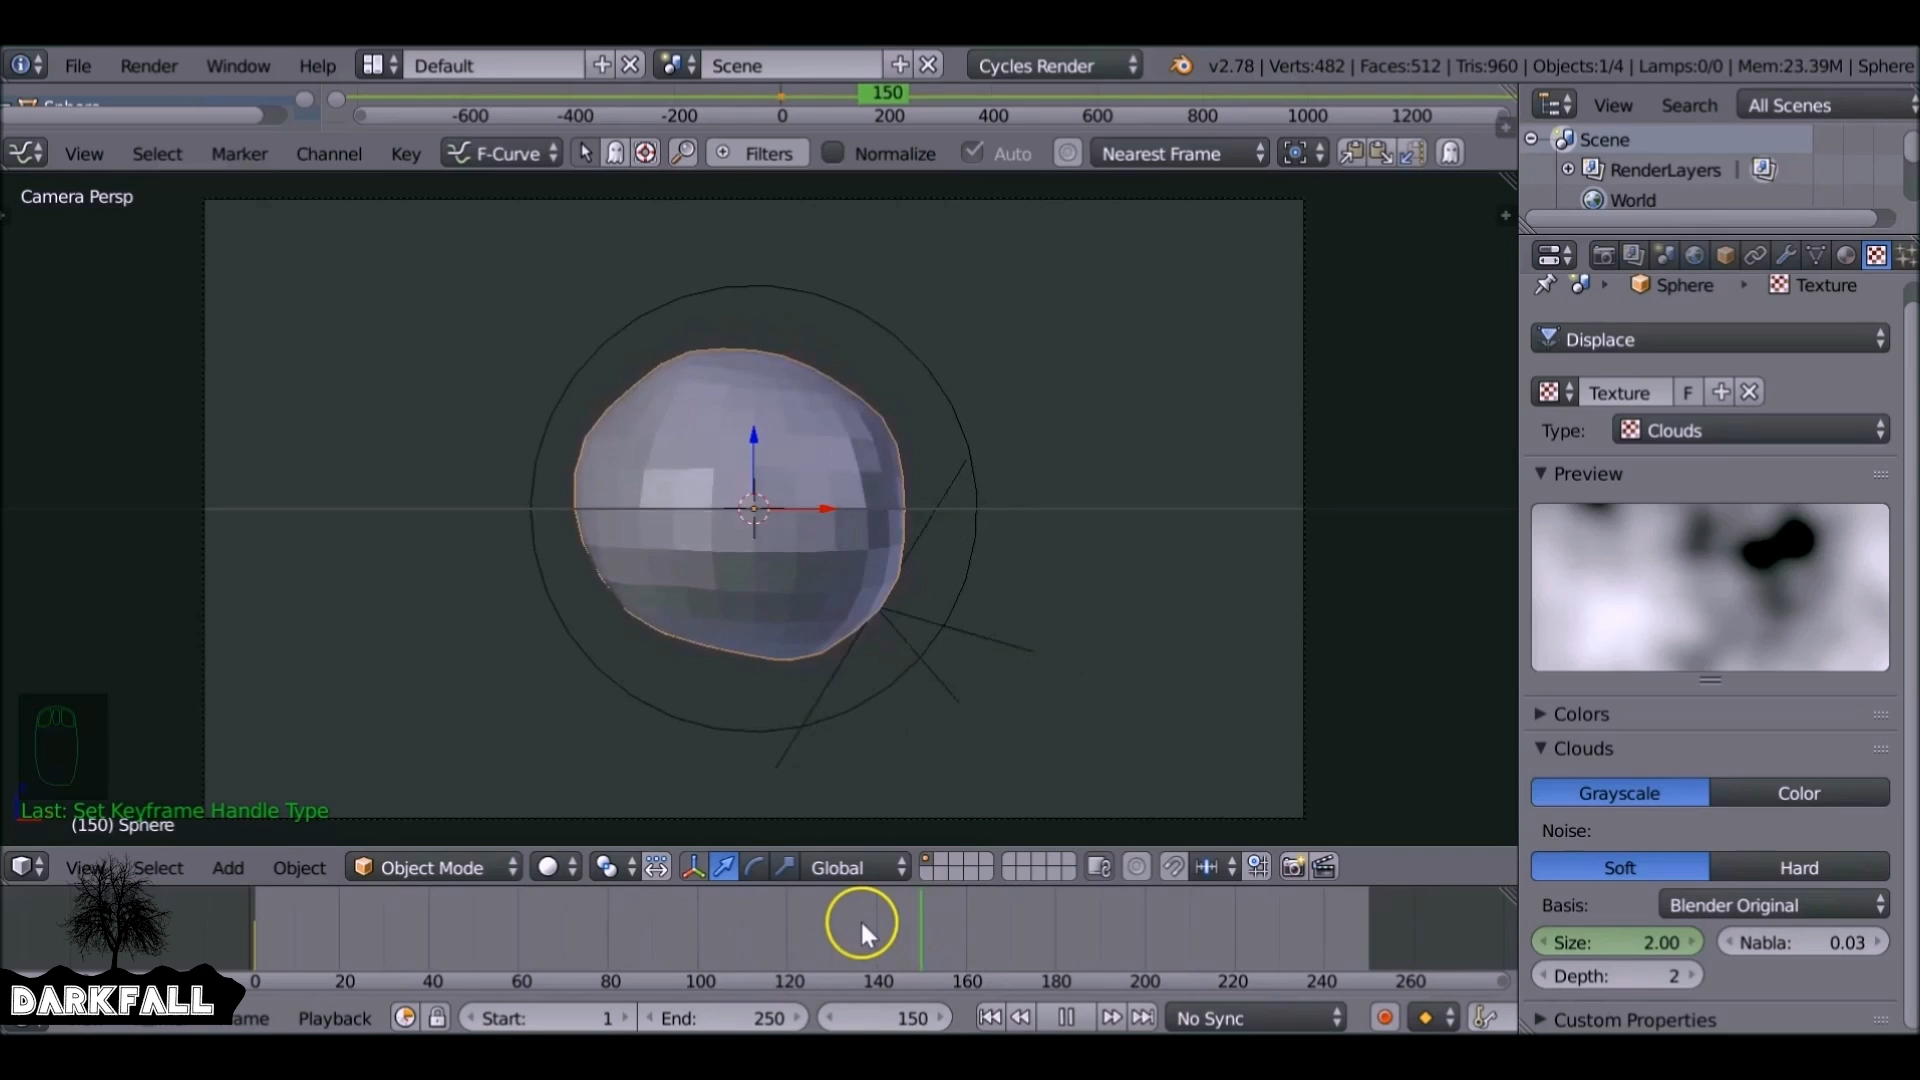 File Render Window Help Default Scene Cycles Render v2.78 | Verts:482 | Faces:512 | Tris:960 | Objects:1/4 | Lamps:0/0 | Mem:23.39M | Sphere
Sphere
150
-600 -400 -200 0 200 400 600 800 1000 1200
View Search All Scenes
View Select Marker Channel Key F-Curve Filters Normalize Auto Nearest Frame
Scene
RenderLayers |
World
Camera Persp
Sphere Texture
Displace
Texture F
Type: Clouds
Preview
Colors
Clouds
Grayscale Color
Noise:
Soft Hard
Basis: Blender Original
Size: 2.00 Nabla: 0.03
Depth: 2
Custom Properties
Last: Set Keyframe Handle Type
(150) Sphere
View Select Add Object Object Mode Global
0 20 40 60 80 100 120 140 160 180 200 220 240 260
DARKFALL
Playback Start: 1 End: 250 150 No Sync